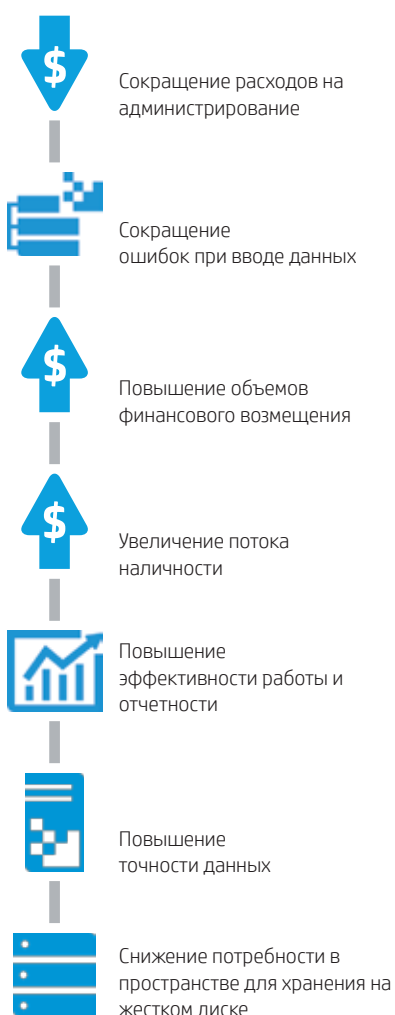 $
Сокращение расходов на
администрирование
Сокращение
ошибок при вводе данных
$
Повышение объемов
финансового возмещения
$
Увеличение потока
наличности
Повышение
эффективности работы и
отчетности
Повышение
точности данных
Снижение потребности в
пространстве для хранения на
жестком диске